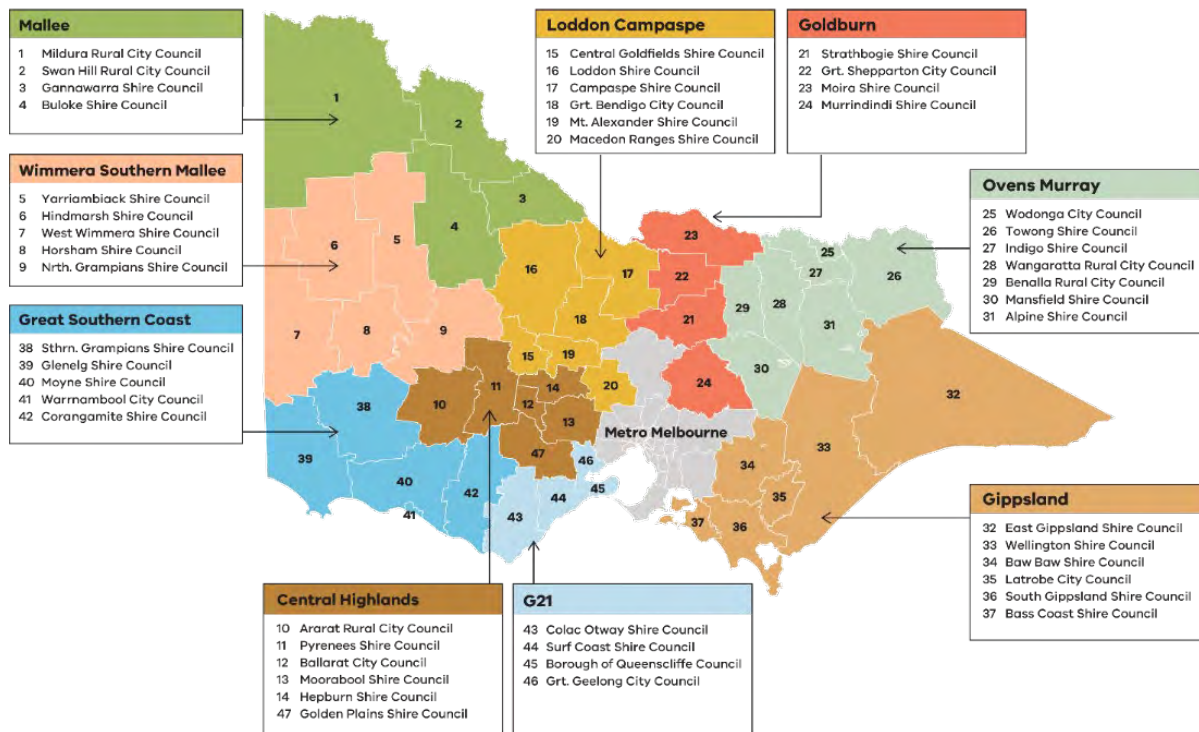 Mallee
1 Mildura Rural City Council
2 Swan Hill Rural City Council
3 Gannawarra Shire Council
4 Buloke Shire Council
Wimmera Southern Mallee
5 Yarriambiack Shire Council
6 Hindmarsh Shire Council
7 West Wimmera Shire Council
8 Horsham Shire Council
9 Nrth. Grampians Shire Council
Great Southern Coast
38 Sthrn. Grampians Shire Council
39 Glenelg Shire Council
40 Moyne Shire Council
41 Warrnambool City Council
42 Corangamite Shire Council
Loddon Campaspe
15 Central Goldfields Shire Council
16 Loddon Shire Council
17 Campaspe Shire Council
18 Grt. Bendigo City Council
19 Mt. Alexander Shire Council
20 Macedon Ranges Shire Council
Goldburn
21 Strathbogie Shire Council
22 Grt. Shepparton City Council
23 Moira Shire Council
24 Murrindindi Shire Council
Ovens Murray
25 Wodonga City Council
26 Towong Shire Council
27 Indigo Shire Council
28 Wangaratta Rural City Council
29 Benalla Rural City Council
30 Mansfield Shire Council
31 Alpine Shire Council
1
2
3
4
5
6
7
8
9
16
17
18
15
19
20
23
22
21
24
25
27
26
29
28
31
30
32
33
34
35
36
37
Metro Melbourne
10
11
14
12
13
47
38
39
40
41
42
43
44
45
46
Central Highlands
10 Ararat Rural City Council
11 Pyrenees Shire Council
12 Ballarat City Council
13 Moorabool Shire Council
14 Hepburn Shire Council
47 Golden Plains Shire Council
G21
43 Colac Otway Shire Council
44 Surf Coast Shire Council
45 Borough of Queenscliffe Council
46 Grt. Geelong City Council
Gippsland
32 East Gippsland Shire Council
33 Wellington Shire Council
34 Baw Baw Shire Council
35 Latrobe City Council
36 South Gippsland Shire Council
37 Bass Coast Shire Council